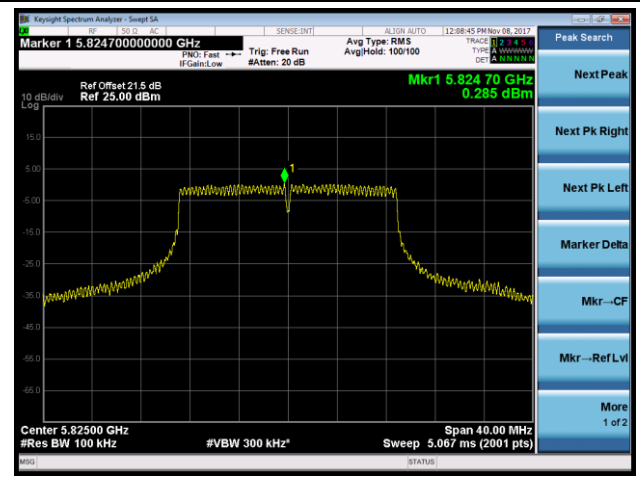 Keysight Spectrum Analyzer - Swept SA
RF 50 Ω AC SENSE:INT ALIGN AUTO 12:08:45 PM Nov 08, 2017
Marker 1 5.824700000000 GHz
PNO: Fast
IFGain:Low
Trig: Free Run
#Atten: 20 dB
Avg Type: RMS
Avg|Hold: 100/100
TRACE 1 2 3 4 5 6
TYPE A WWWWW
DET A N N N N N
Ref Offset 21.5 dB
Ref 25.00 dBm
10 dB/div
Log
Mkr1 5.824 70 GHz
0.285 dBm
15.0
5.00
-5.00
-15.0
-25.0
-35.0
-45.0
-55.0
-65.0
1
Center 5.82500 GHz
Span 40.00 MHz
#Res BW 100 kHz
#VBW 300 kHz*
Sweep 5.067 ms (2001 pts)
MSG
STATUS
Peak Search
Next Peak
Next Pk Right
Next Pk Left
Marker Delta
Mkr→CF
Mkr→Ref Lvl
More
1 of 2